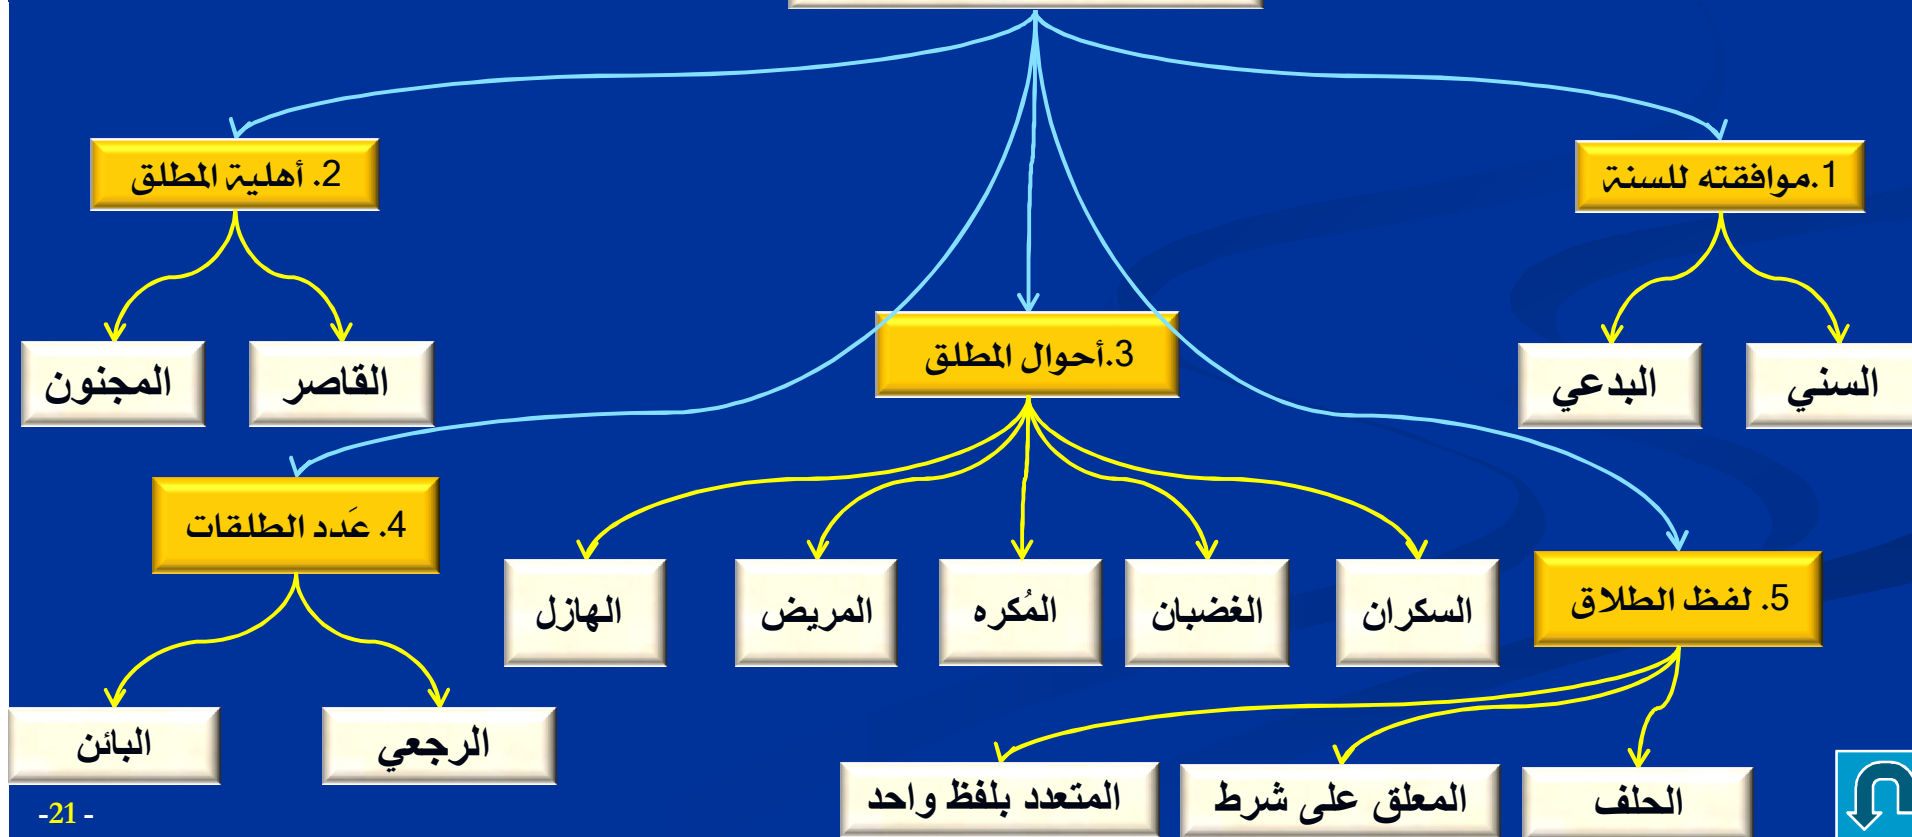 1.موافقته للسنة
2. أهلية المطلق
السني
البدعي
القاصر
المجنون
3.أحوال المطلق
4. عَدد الطلقات
5. لفظ الطلاق
السكران
الغضبان
المُكره
المريض
الهازل
الرجعي
البائن
الحلف
المعلق على شرط
المتعدد بلفظ واحد
-21 -